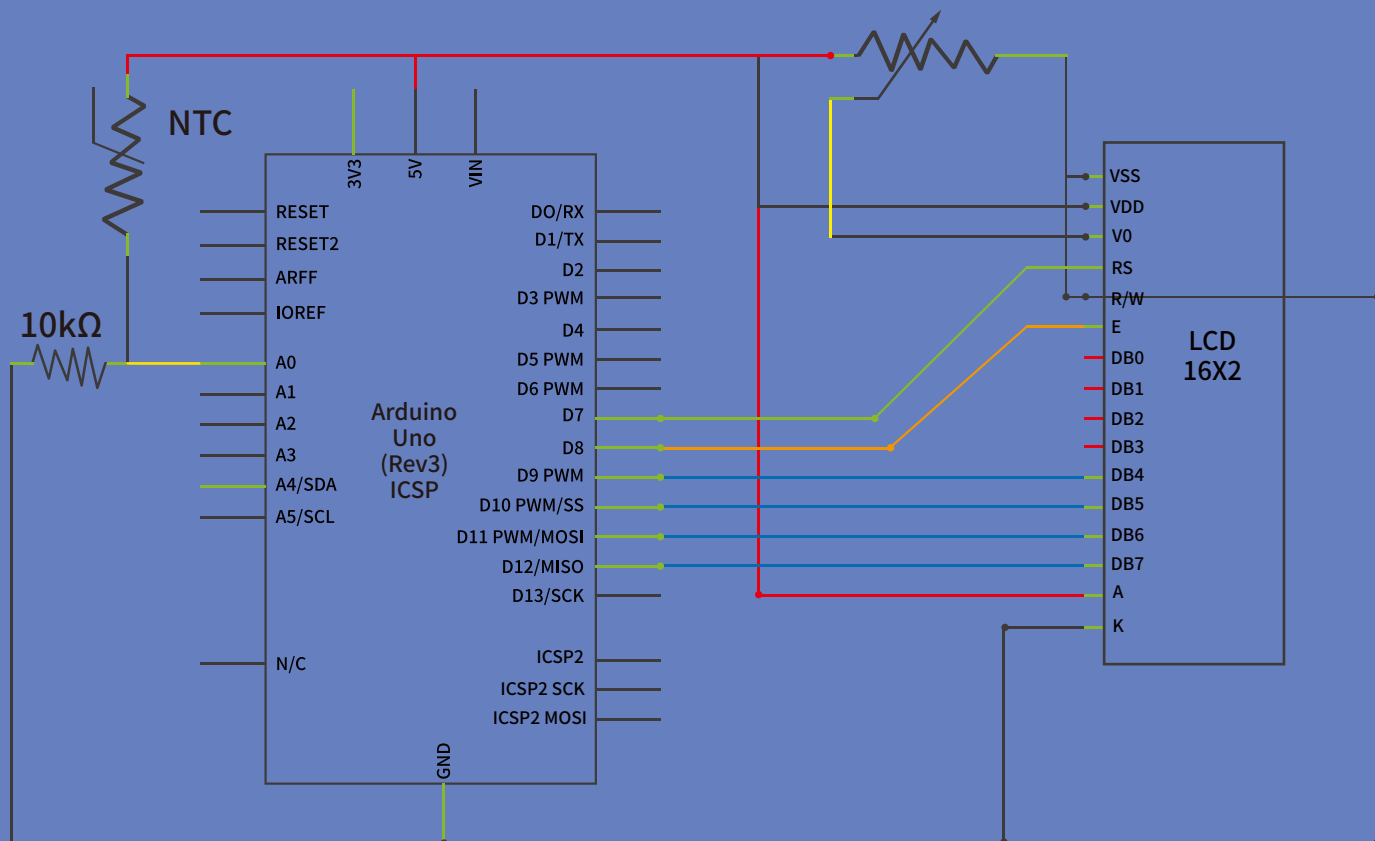 NTC
10kΩ
3V3
5V
VIN
RESET
RESET2
ARFF
IOREF
A0
A1
A2
A3
A4/SDA
A5/SCL
N/C
Arduino
Uno
(Rev3)
ICSP
DO/RX
D1/TX
D2
D3 PWM
D4
D5 PWM
D6 PWM
D7
D8
D9 PWM
D10 PWM/SS
D11 PWM/MOSI
D12/MISO
D13/SCK
ICSP2
ICSP2 SCK
ICSP2 MOSI
GND
VSS
VDD
V0
RS
R/W
E
DB0
DB1
DB2
DB3
DB4
DB5
DB6
DB7
A
K
LCD
16X2